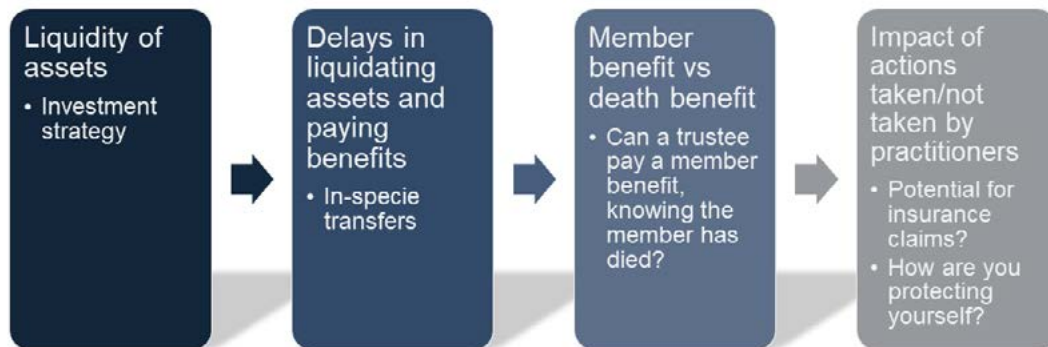 Liquidity of
assets
• Investment
strategy
Delays in
liquidating
assets and
paying
benefits
• In-specie
transfers
Member
benefit vs
death benefit
• Can a trustee
pay a member
benefit,
knowing the
member has
died?
Impact of
actions
taken/not
taken by
practitioners
• Potential for
insurance
claims?
• How are you
protecting
yourself?